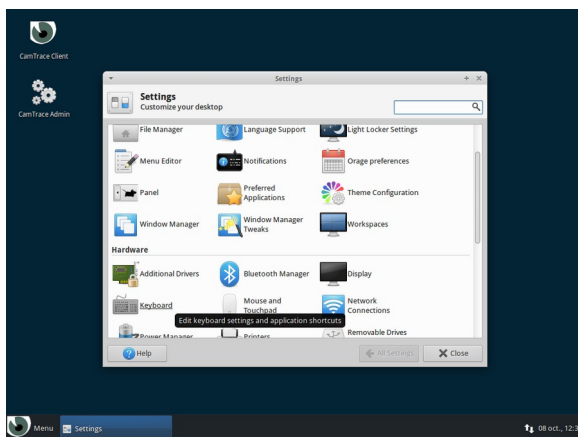 CamTrace Client
CamTrace Admin
Settings
Settings
Customize your desktop
File Manager
Language Support
Light Locker Settings
Menu Editor
Notifications
Orage preferences
Panel
Preferred
Applications
Theme Configuration
Window Manager
Window Manager
Tweaks
Workspaces
Hardware
Additional Drivers
Bluetooth Manager
Display
Keyboard
Mouse and
Touchpad
Network
Connections
Edit keyboard settings and application shortcuts
Power Manager
Printers
Removable Drives
Help
All Settings
Close
Menu
Settings
08 oct., 12:3